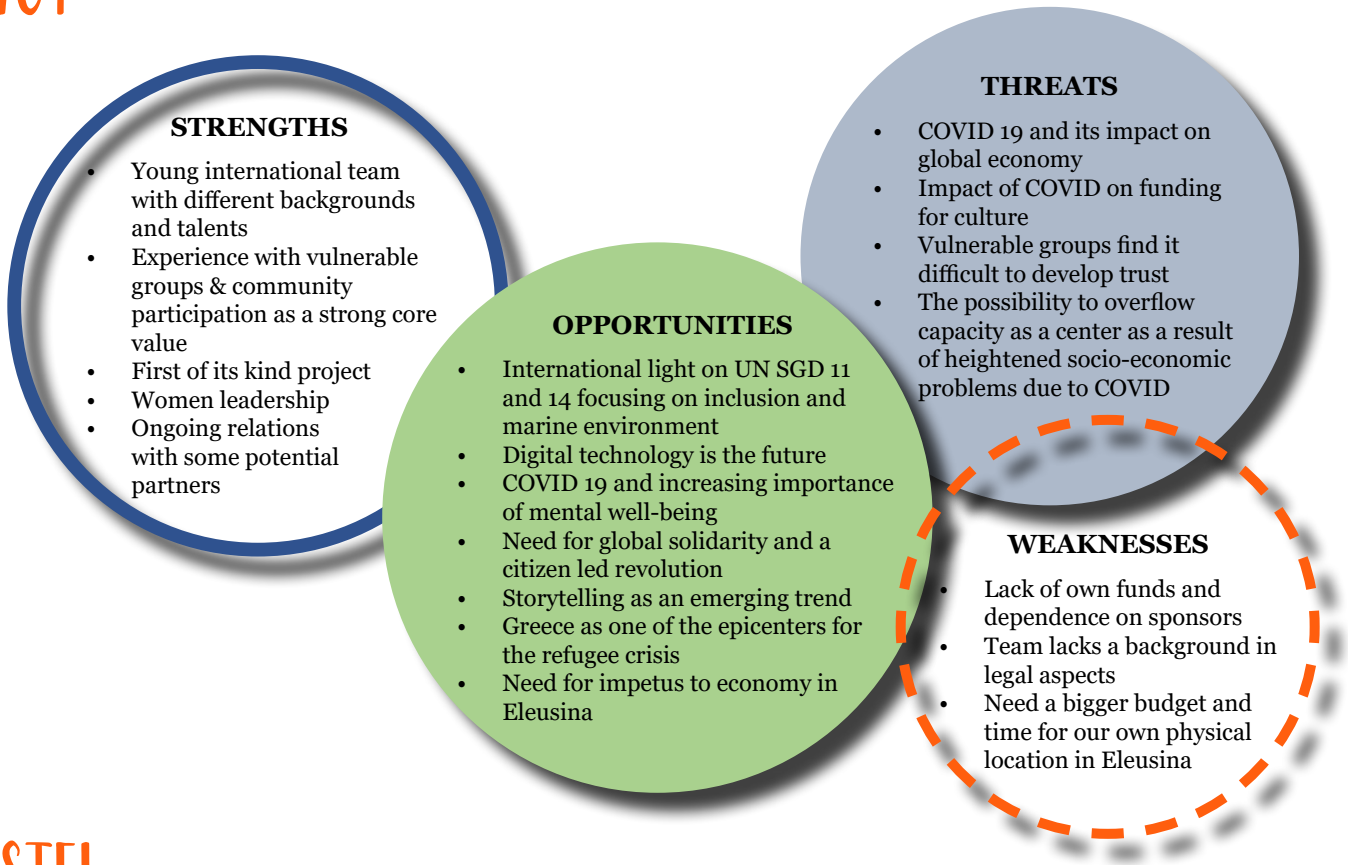 STRENGTHS
• Young international team
with different backgrounds
and talents
• Experience with vulnerable
groups & community
participation as a strong core
value
• First of its kind project
• Women leadership
• Ongoing relations
with some potential
partners
OPPORTUNITIES
• International light on UN SGD 11
and 14 focusing on inclusion and
marine environment
• Digital technology is the future
• COVID 19 and increasing importance
of mental well-being
• Need for global solidarity and a
citizen led revolution
• Storytelling as an emerging trend
• Greece as one of the epicenters for
the refugee crisis
• Need for impetus to economy in
Eleusina
THREATS
• COVID 19 and its impact on
global economy
• Impact of COVID on funding
for culture
• Vulnerable groups find it
difficult to develop trust
• The possibility to overflow
capacity as a center as a result
of heightened socio-economic
problems due to COVID
WEAKNESSES
• Lack of own funds and
dependence on sponsors
• Team lacks a background in
legal aspects
• Need a bigger budget and
time for our own physical
location in Eleusina